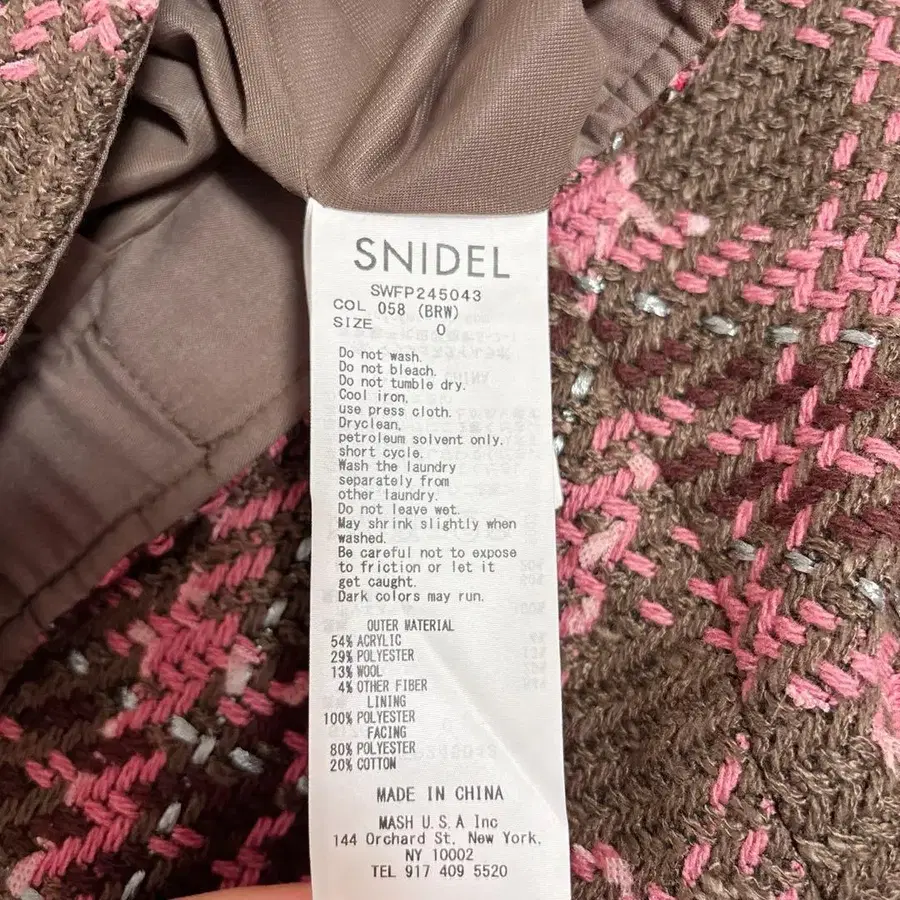 SNIDEL
SWFP245043
COL 058 (BRW)
SIZE 0
Do not wash.
Do not bleach.
Do not tumble dry.
Cool iron,
use press cloth.
Dryclean,
petroleum solvent only.
short cycle.
Wash the laundry
separately from
other laundry.
Do not leave wet.
May shrink slightly when
washed.
Be careful not to expose
to friction or let it
get caught.
Dark colors may run.
OUTER MATERIAL
54% ACRYLIC
29% POLYESTER
13% WOOL
4% OTHER FIBER
LINING
100% POLYESTER
FACING
80% POLYESTER
20% COTTON
MADE IN CHINA
MASH U.S.A Inc
144 Orchard St, New York,
NY 10002
TEL 917 409 5520